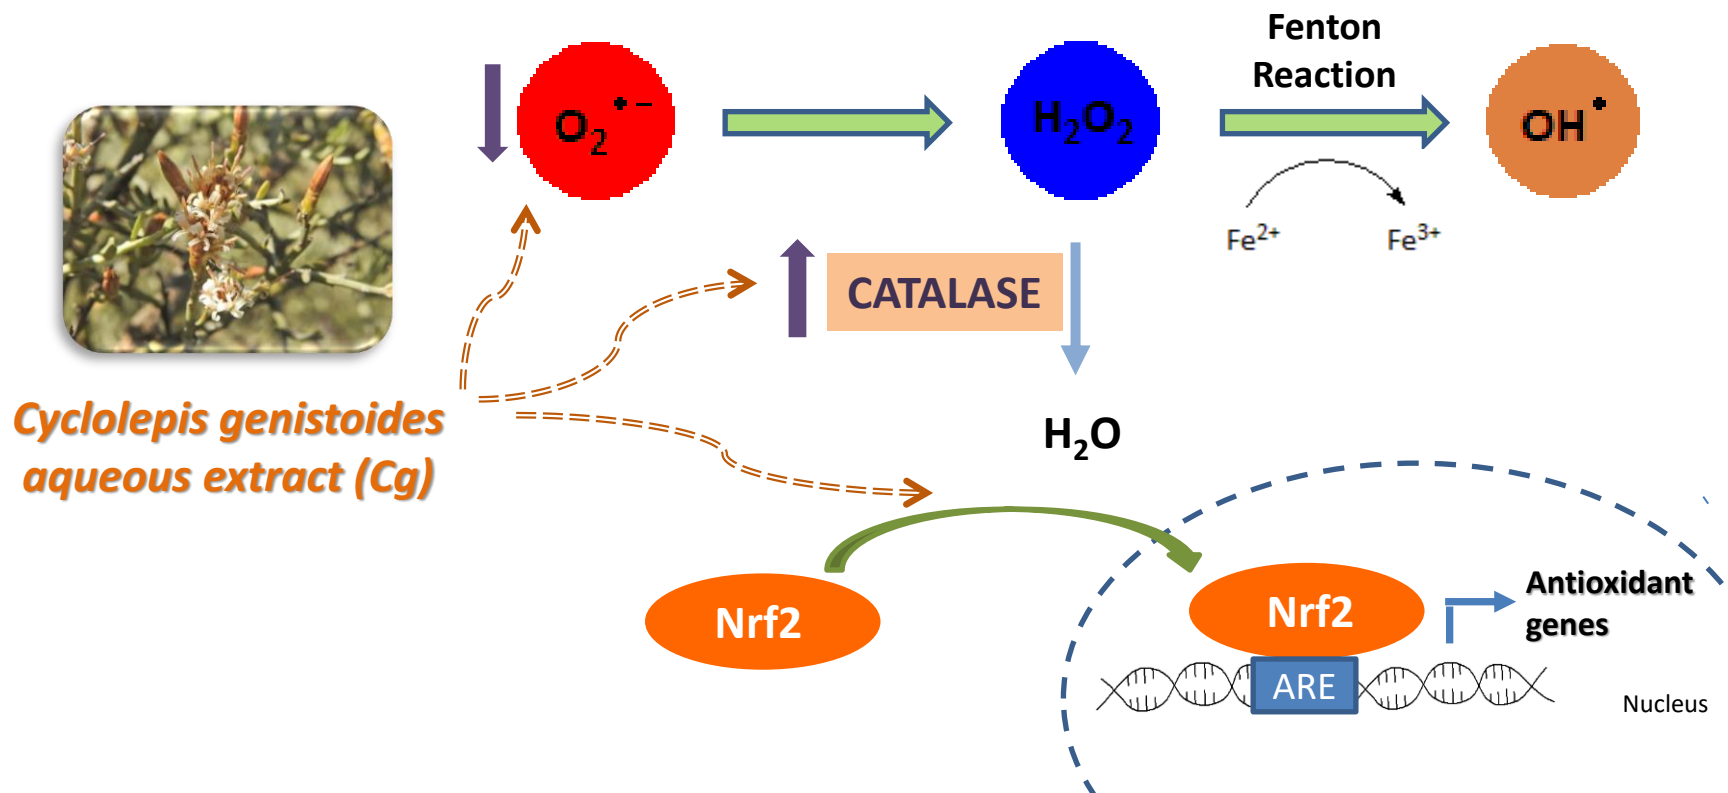 Fenton
Reaction
O₂•−
H₂O₂
OH•
Fe²⁺
Fe³⁺
CATALASE
Cyclolepis genistoides
aqueous extract (Cg)
H₂O
Nrf2
Nrf2
Antioxidant
genes
ARE
Nucleus